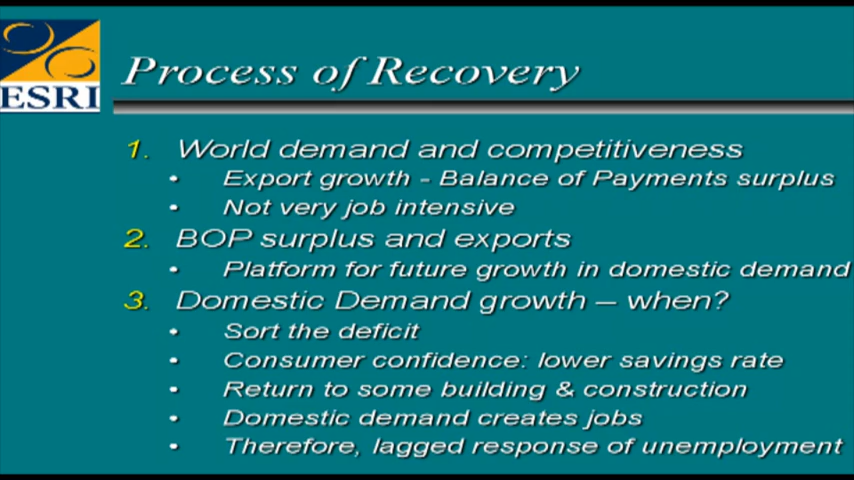 ESRI
Process of Recovery
1. World demand and competitiveness
• Export growth - Balance of Payments surplus
• Not very job intensive
2. BOP surplus and exports
• Platform for future growth in domestic demand
3. Domestic Demand growth – when?
• Sort the deficit
• Consumer confidence: lower savings rate
• Return to some building & construction
• Domestic demand creates jobs
• Therefore, lagged response of unemployment